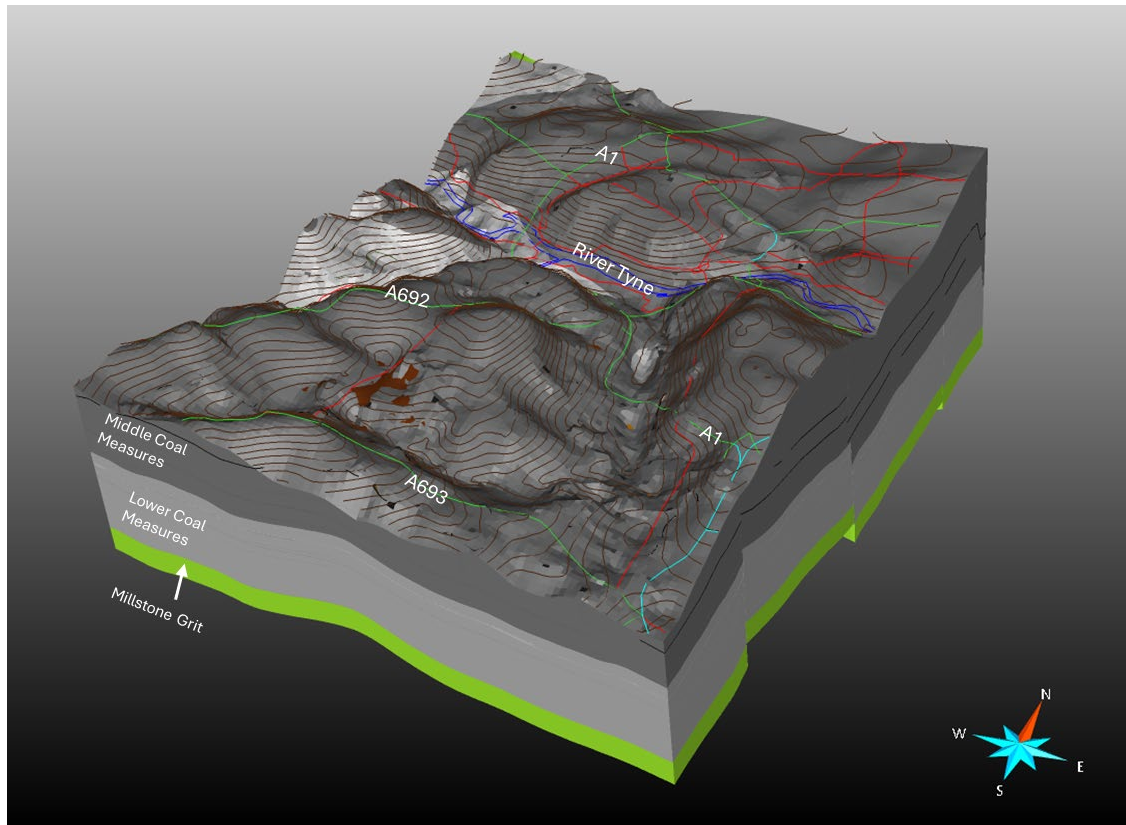 A1
River Tyne
A692
A1
A693
Middle Coal
Measures
Lower Coal
Measures
Millstone Grit
N
W
E
S